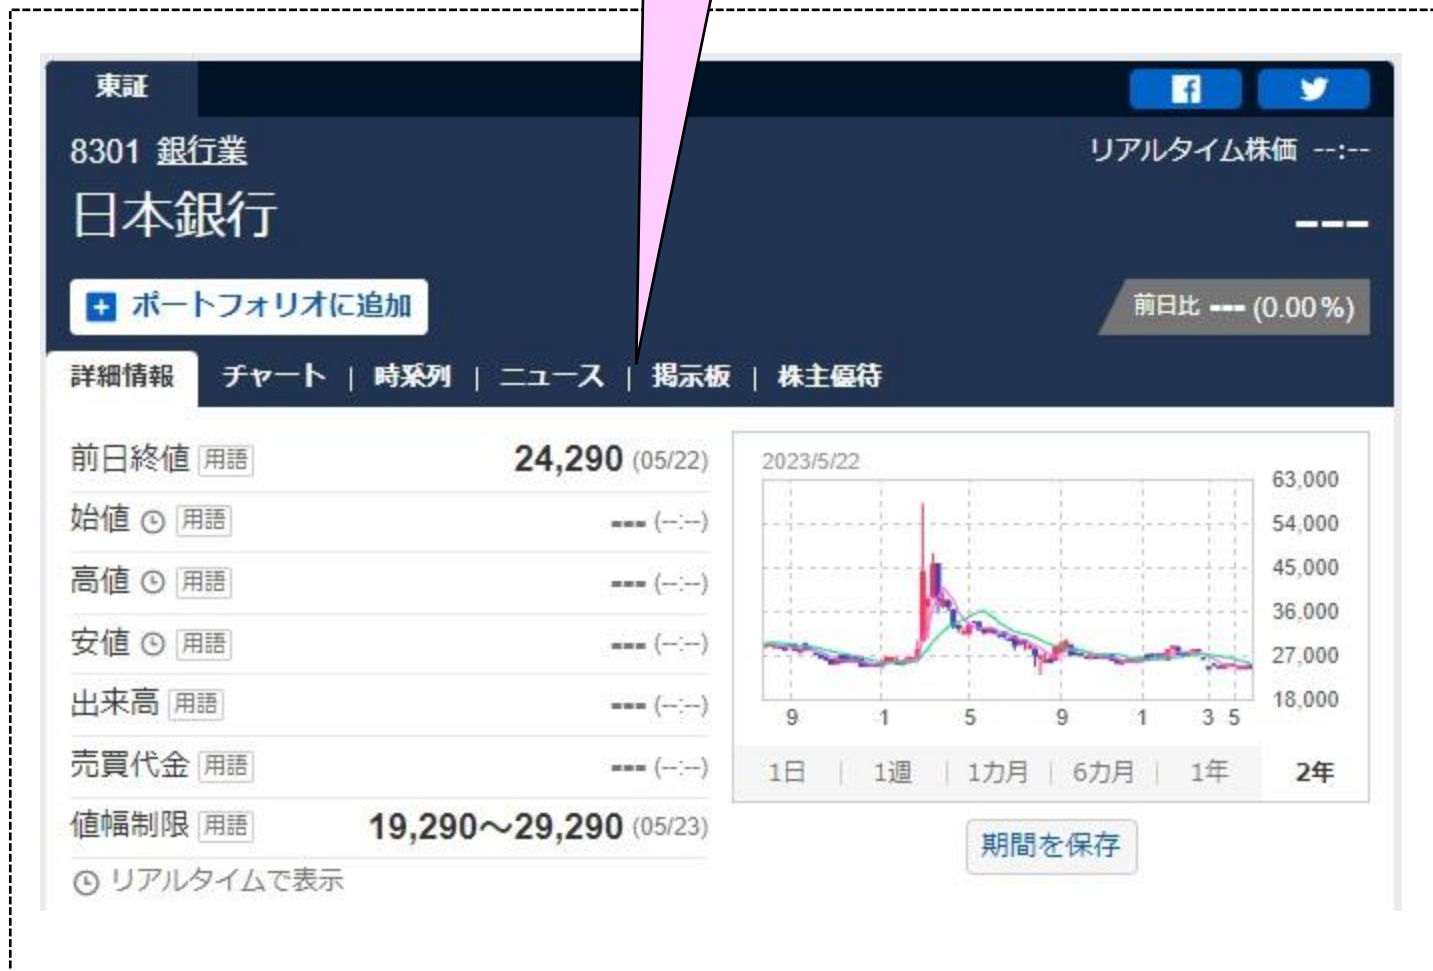 東証
8301 銀行業
リアルタイム株価 --:--
日本銀行
---
ポートフォリオに追加
前日比 --- (0.00%)
詳細情報 チャート | 時系列 | ニュース | 掲示板 | 株主優待
前日終値 用語 24,290 (05/22)
始値 用語 --- (--:--)
高値 用語 --- (--:--)
安値 用語 --- (--:--)
出来高 用語 --- (--:--)
売買代金 用語 --- (--:--)
値幅制限 用語 19,290～29,290 (05/23)
リアルタイムで表示
2023/5/22
63,000
54,000
45,000
36,000
27,000
18,000
9 1 5 9 1 3 5
1日 | 1週 | 1カ月 | 6カ月 | 1年 2年
期間を保存